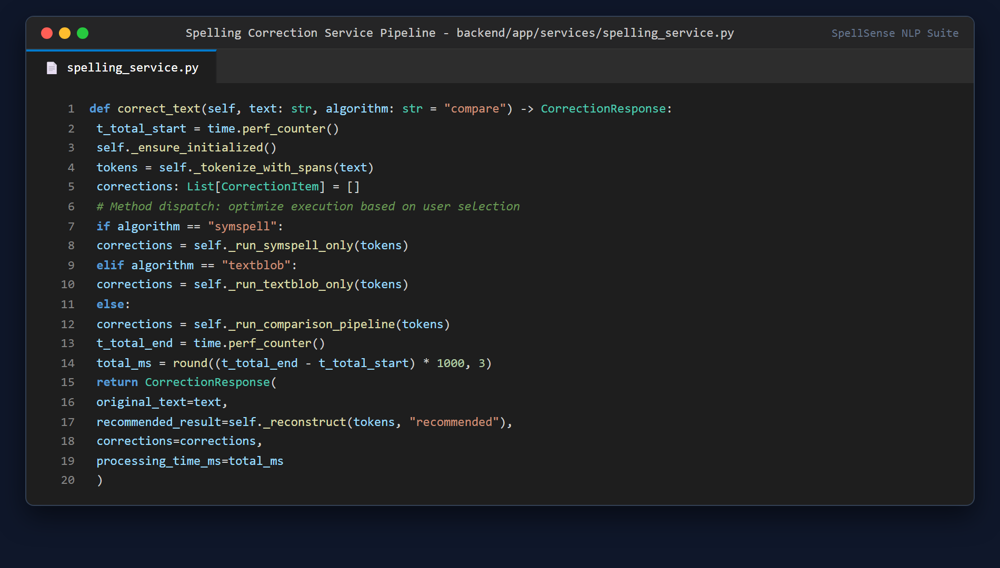 Spelling Correction Service Pipeline - backend/app/services/spelling_service.py
SpellSense NLP Suite
spelling_service.py
1 def correct_text(self, text: str, algorithm: str = "compare") -> CorrectionResponse:
2 t_total_start = time.perf_counter()
3 self._ensure_initialized()
4 tokens = self._tokenize_with_spans(text)
5 corrections: List[CorrectionItem] = []
6 # Method dispatch: optimize execution based on user selection
7 if algorithm == "symspell":
8 corrections = self._run_symspell_only(tokens)
9 elif algorithm == "textblob":
10 corrections = self._run_textblob_only(tokens)
11 else:
12 corrections = self._run_comparison_pipeline(tokens)
13 t_total_end = time.perf_counter()
14 total_ms = round((t_total_end - t_total_start) * 1000, 3)
15 return CorrectionResponse(
16 original_text=text,
17 recommended_result=self._reconstruct(tokens, "recommended"),
18 corrections=corrections,
19 processing_time_ms=total_ms
20 )